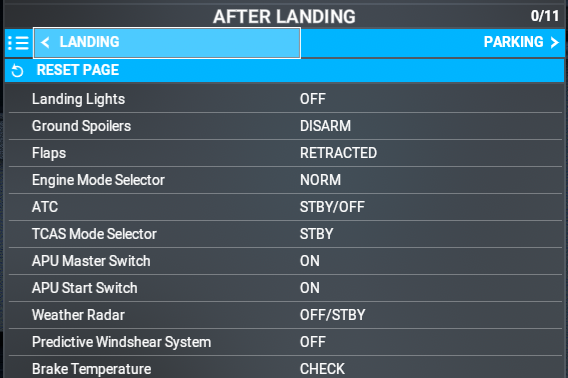 AFTER LANDING 0/11
LANDING PARKING
RESET PAGE
Landing Lights OFF
Ground Spoilers DISARM
Flaps RETRACTED
Engine Mode Selector NORM
ATC STBY/OFF
TCAS Mode Selector STBY
APU Master Switch ON
APU Start Switch ON
Weather Radar OFF/STBY
Predictive Windshear System OFF
Brake Temperature CHECK